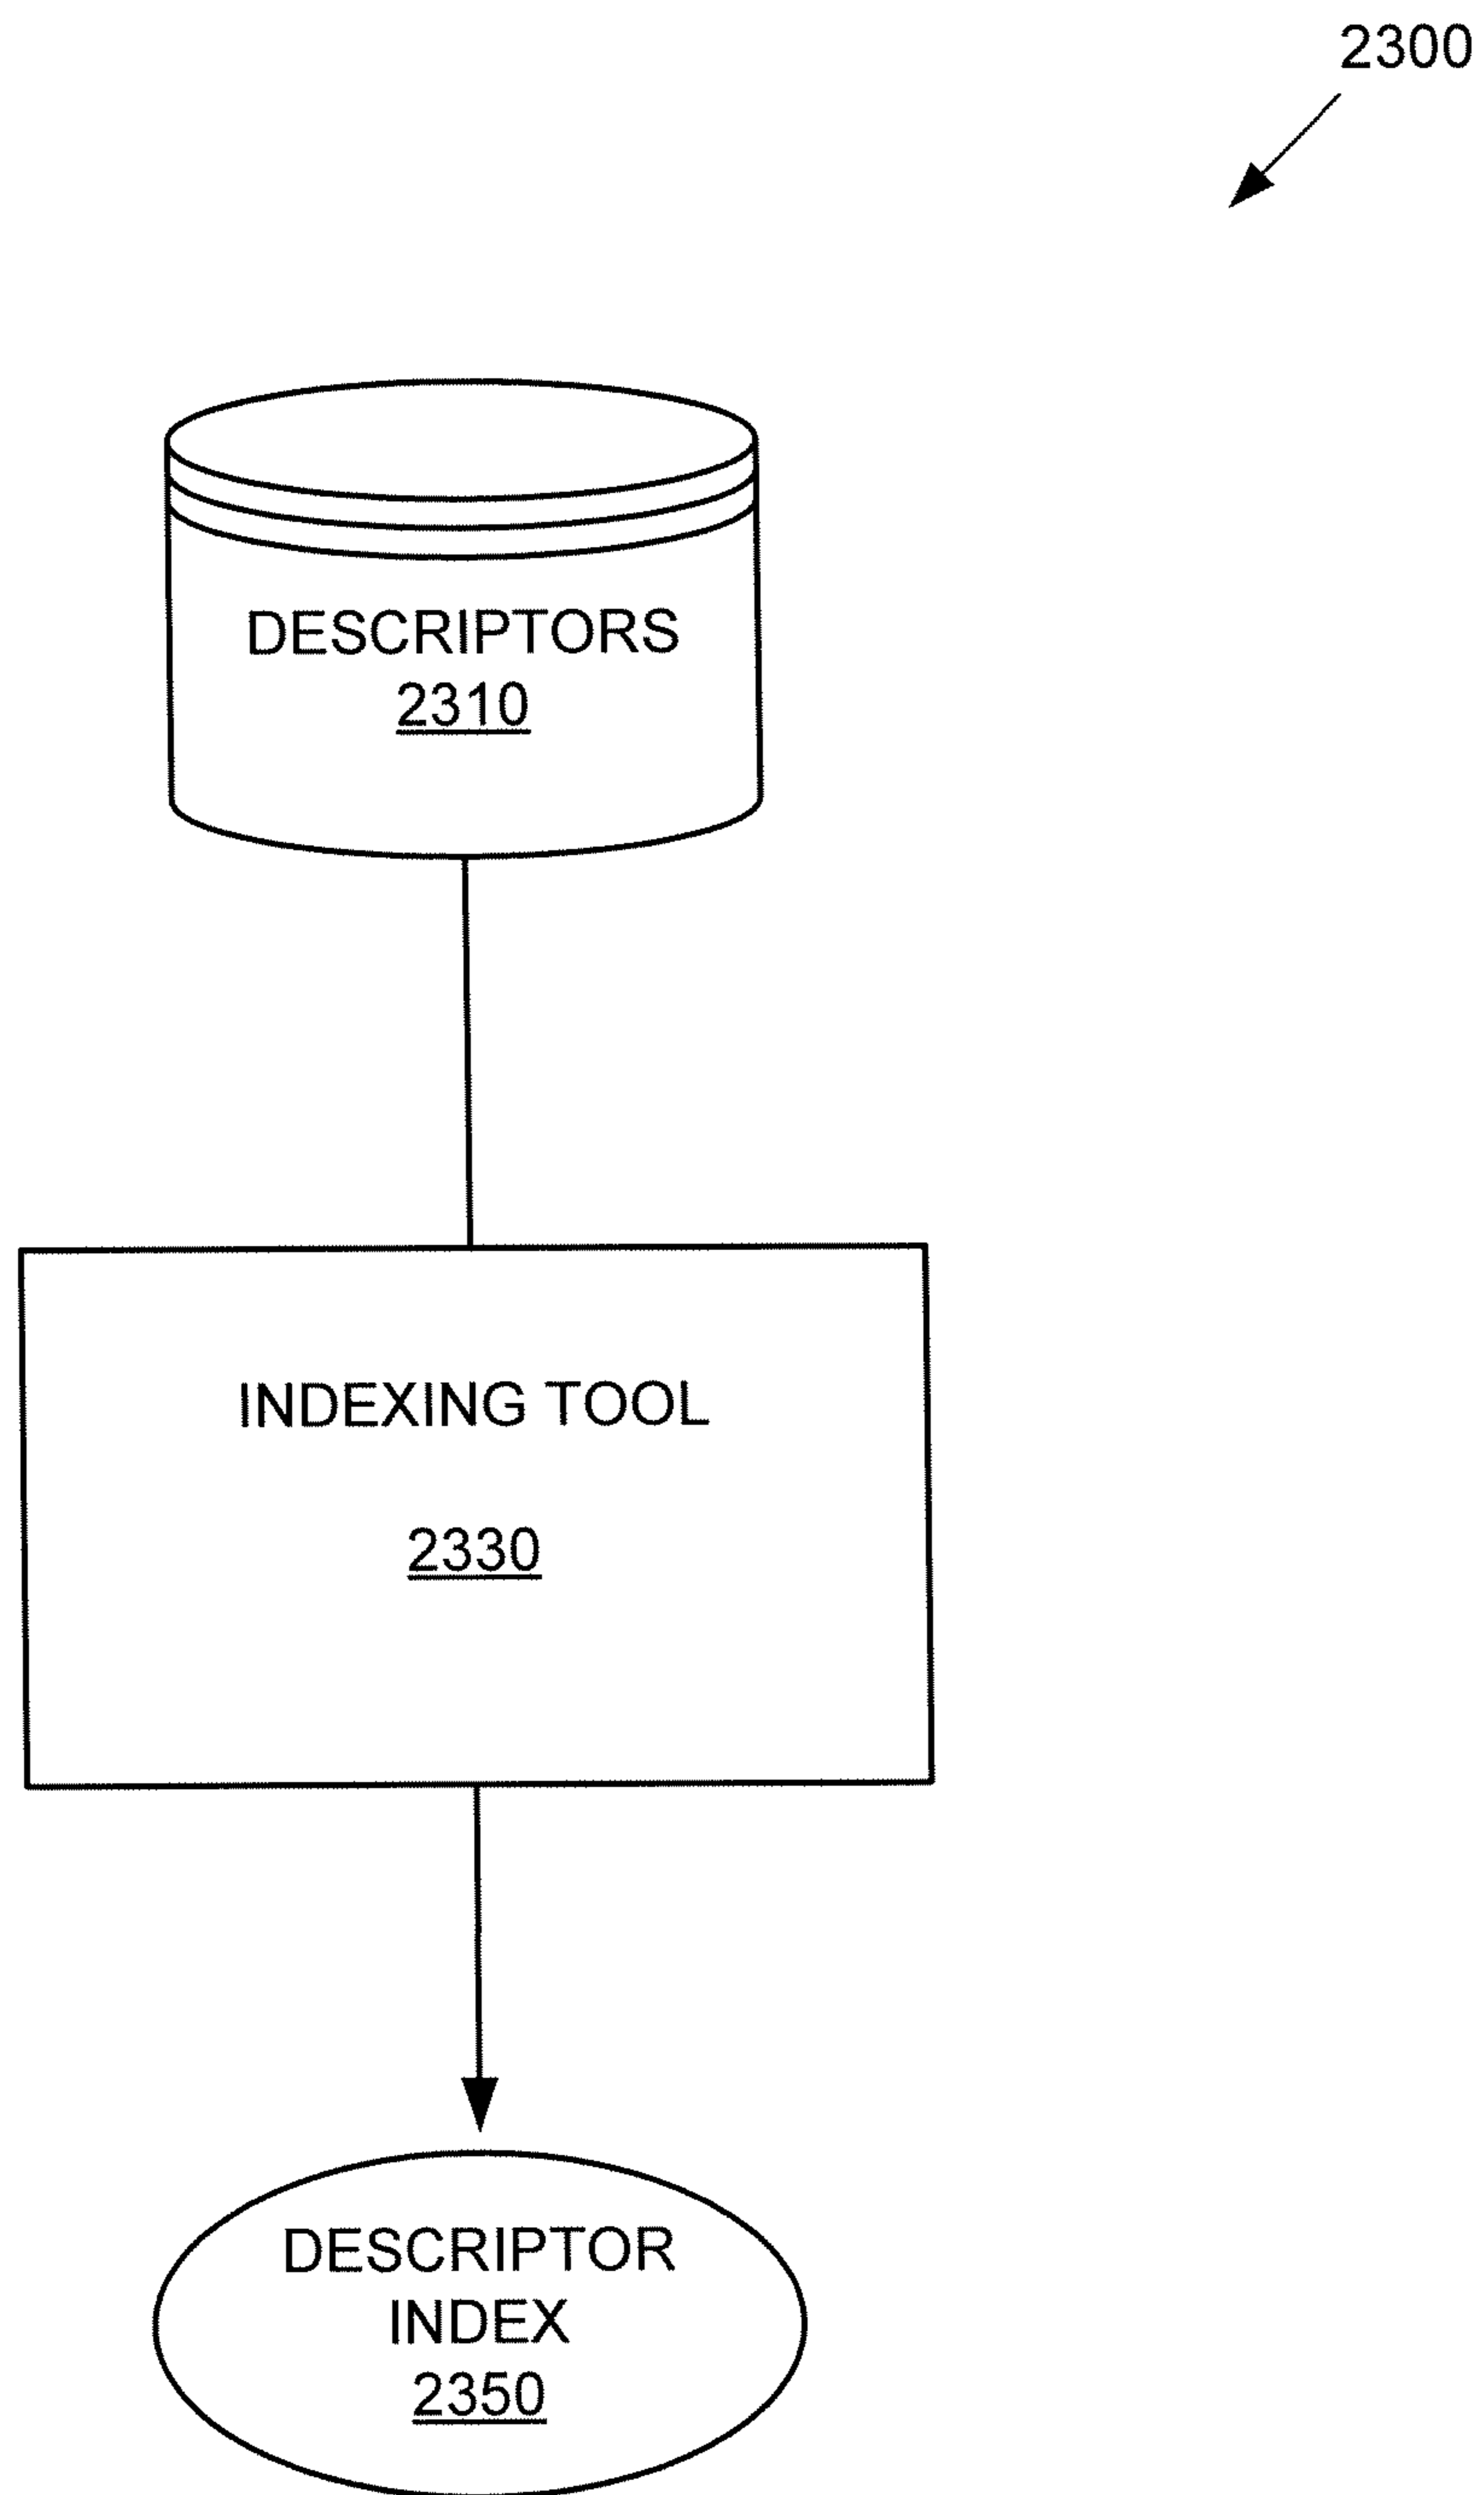 2300
DESCRIPTORS
2310
INDEXING TOOL
2330
DESCRIPTOR
INDEX
2350